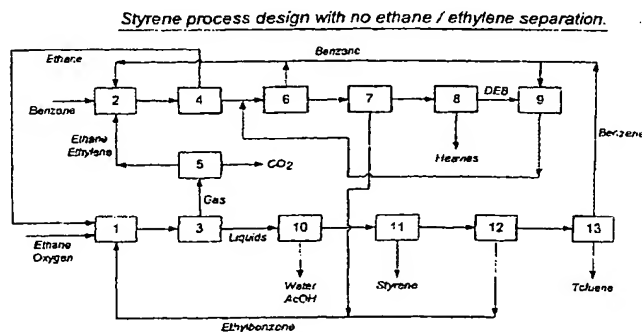 Styrene process design with no ethane / ethylene separation.
Ethane
Benzene
2
4
6
7
8
DEB
9
Benzene
Ethane
Ethylene
5
CO2
Heavies
Benzene
Gas
1
3
Liquids
10
11
12
13
Ethane
Oxygen
Water
AcOH
Styrene
Toluene
Ethylbenzene